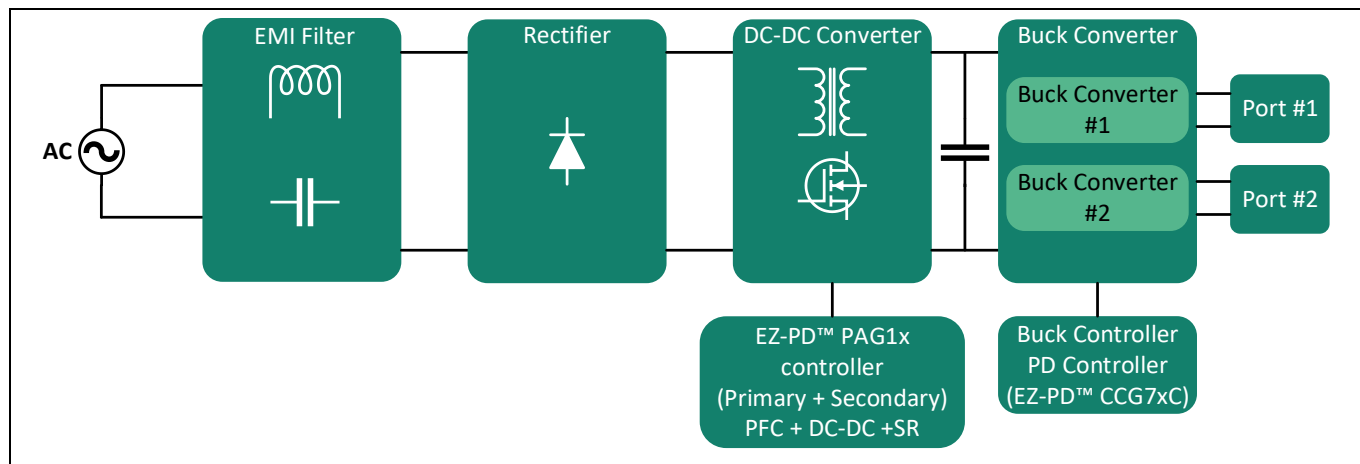 EMI Filter
Rectifier
DC-DC Converter
Buck Converter
AC
Buck Converter
#1
Port #1
Buck Converter
#2
Port #2
EZ-PD™ PAG1x
controller
(Primary + Secondary)
PFC + DC-DC +SR
Buck Controller
PD Controller
(EZ-PD™ CCG7xC)